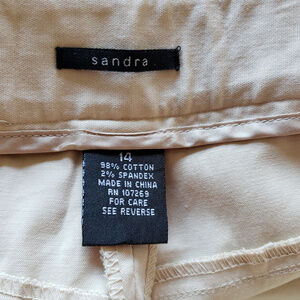 sandra
14
98% COTTON
2% SPANDEX
MADE IN CHINA
RN 107269
FOR CARE
SEE REVERSE